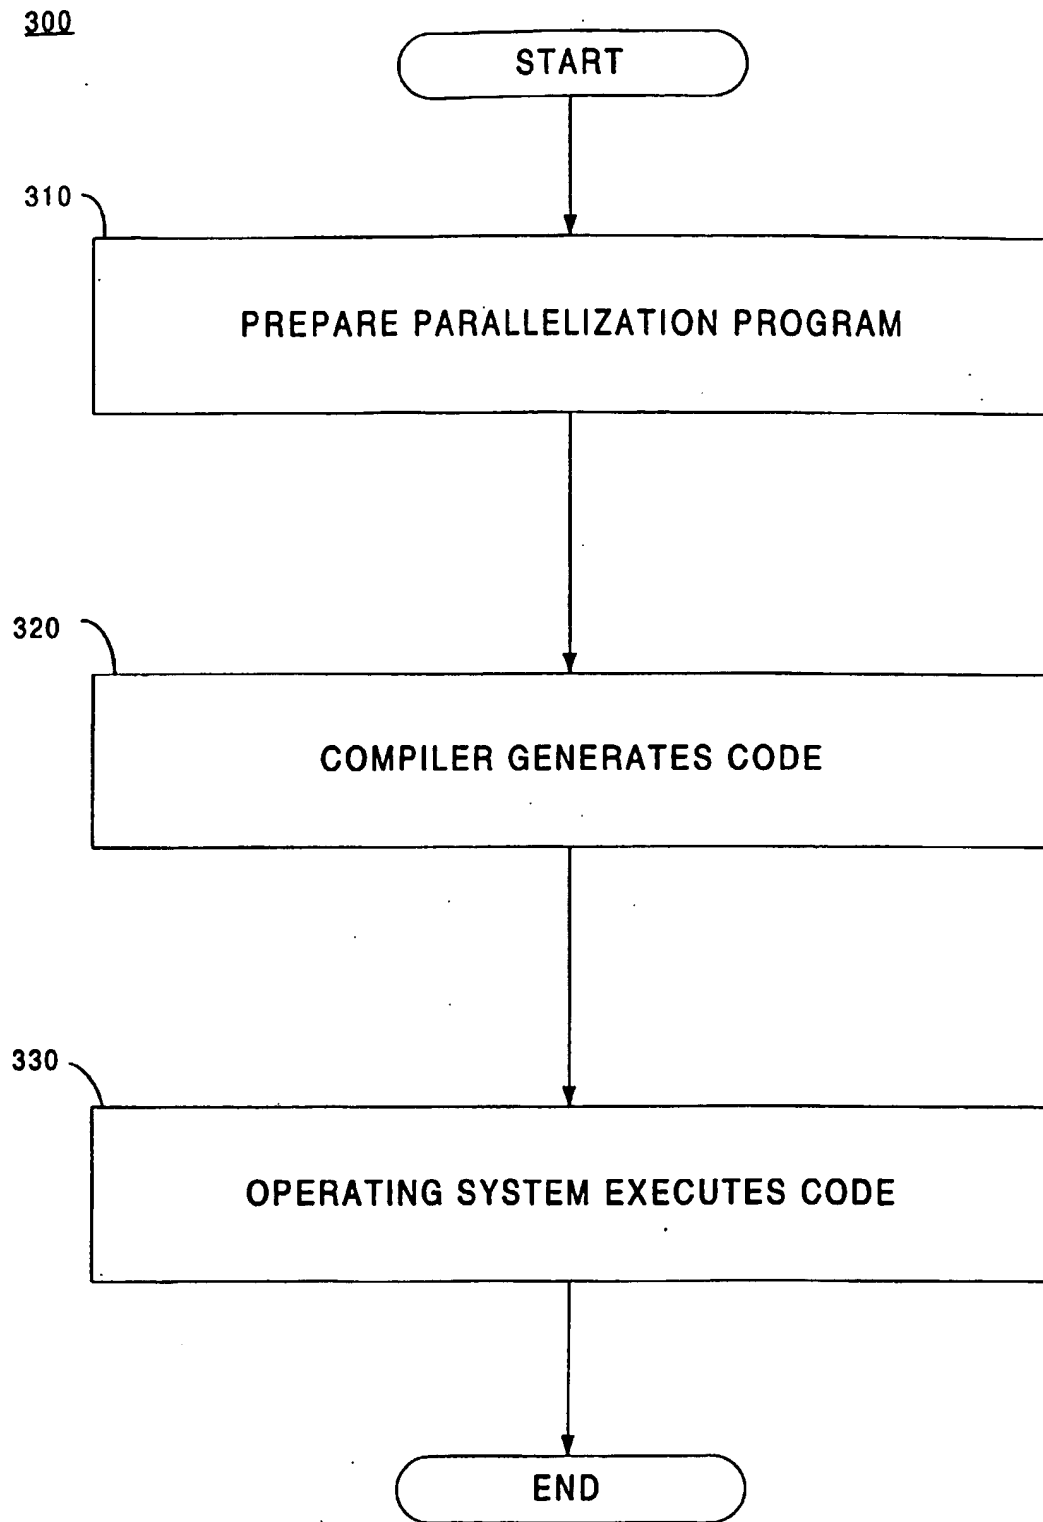 300
START
310
PREPARE PARALLELIZATION PROGRAM
320
COMPILER GENERATES CODE
330
OPERATING SYSTEM EXECUTES CODE
END